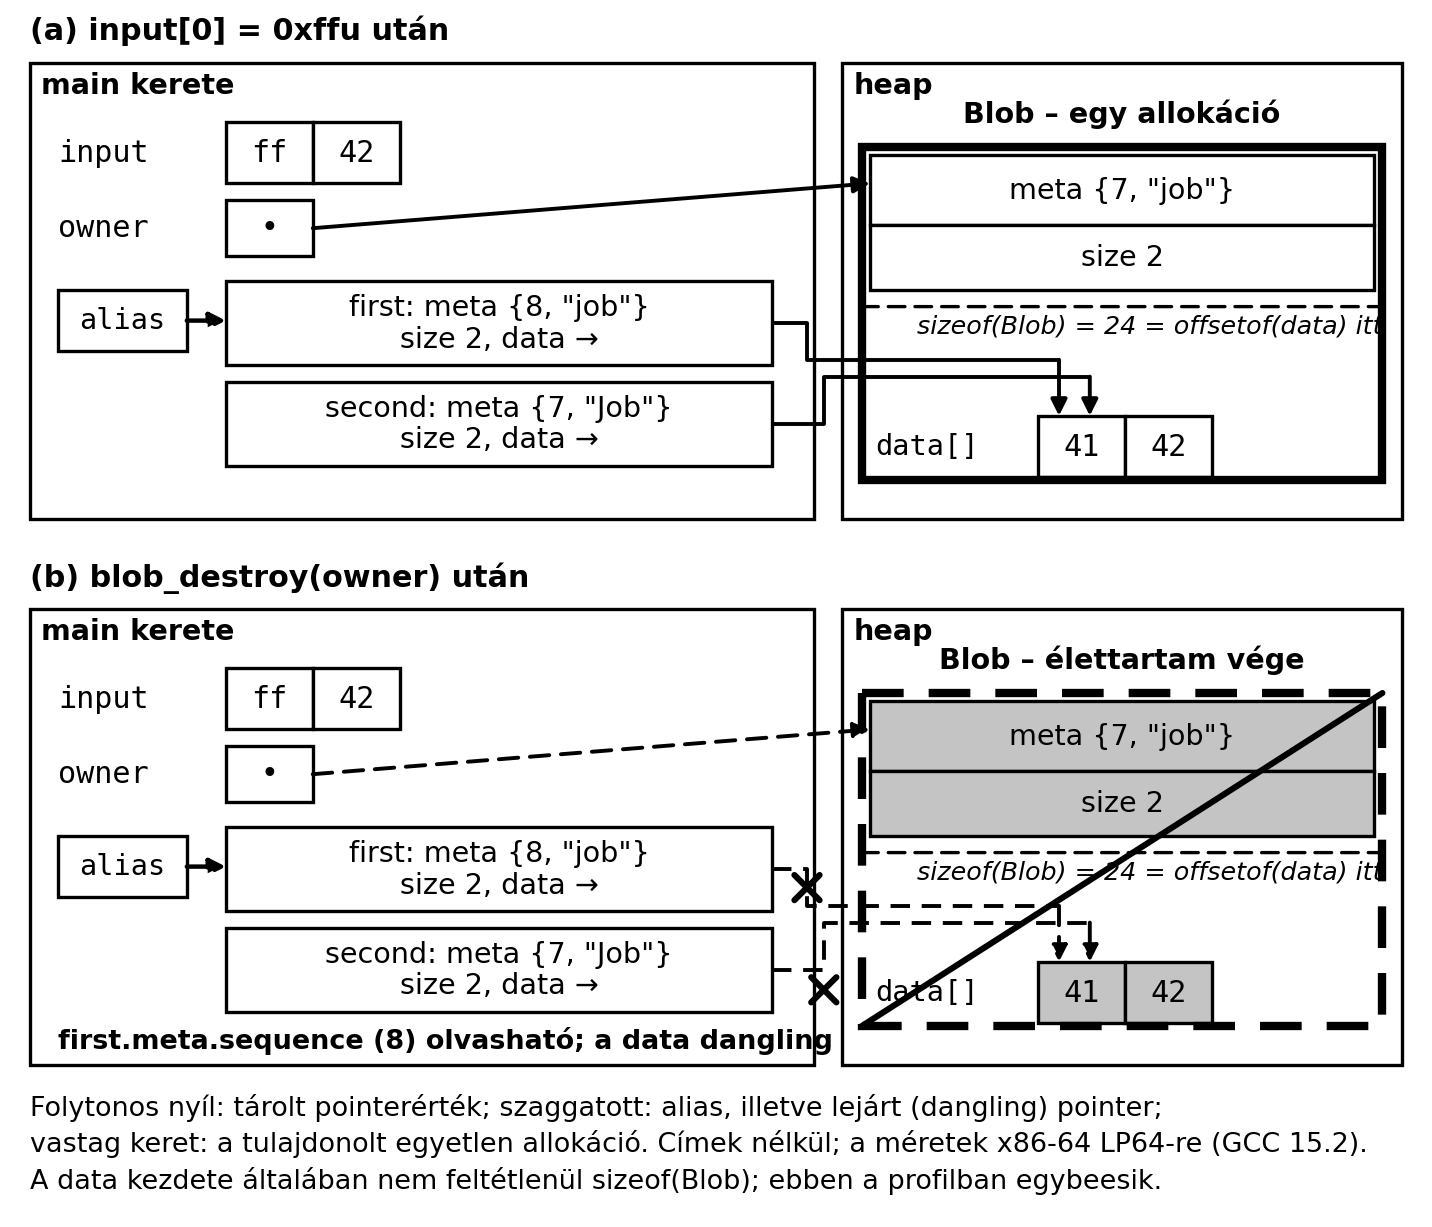 (a) input[0] = 0xffu után
main kerete
heap
Blob – egy allokáció
input
ff
42
meta {7, "job"}
owner
•
size 2
alias
first: meta {8, "job"}
size 2, data →
sizeof(Blob) = 24 = offsetof(data) itt
second: meta {7, "Job"}
size 2, data →
data[]
41
42
(b) blob_destroy(owner) után
main kerete
heap
Blob – élettartam vége
input
ff
42
meta {7, "job"}
owner
•
size 2
alias
first: meta {8, "job"}
size 2, data →
sizeof(Blob) = 24 = offsetof(data) itt
second: meta {7, "Job"}
size 2, data →
data[]
41
42
first.meta.sequence (8) olvasható; a data dangling
Folytonos nyíl: tárolt pointerérték; szaggatott: alias, illetve lejárt (dangling) pointer;
vastag keret: a tulajdonolt egyetlen allokáció. Címek nélkül; a méretek x86-64 LP64-re (GCC 15.2).
A data kezdete általában nem feltétlenül sizeof(Blob); ebben a profilban egybeesik.